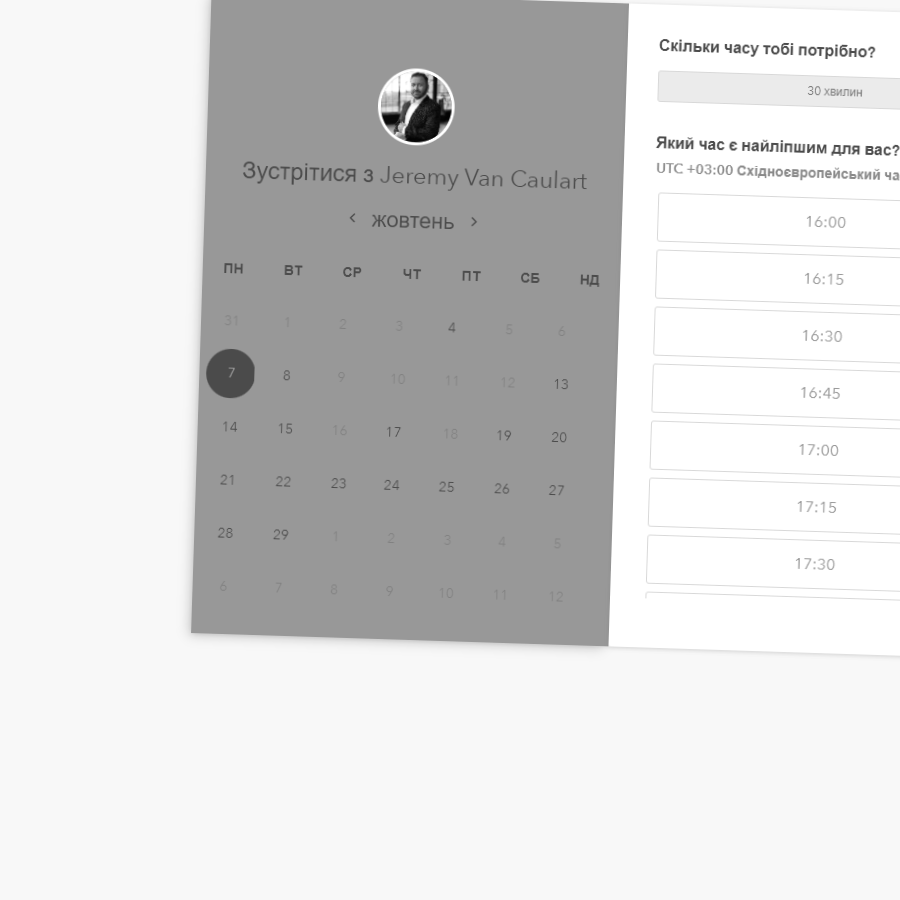 Зустрітися з Jeremy Van Caulart
жовтень
ПН ВТ СР ЧТ ПТ СБ НД
31 1 2 3 4 5 6
7 8 9 10 11 12 13
14 15 16 17 18 19 20
21 22 23 24 25 26 27
28 29 1 2 3 4 5
6 7 8 9 10 11 12
Скільки часу тобі потрібно?
30 хвилин
Який час є найліпшим для вас?
UTC +03:00 Східноєвропейський ча
16:00
16:15
16:30
16:45
17:00
17:15
17:30